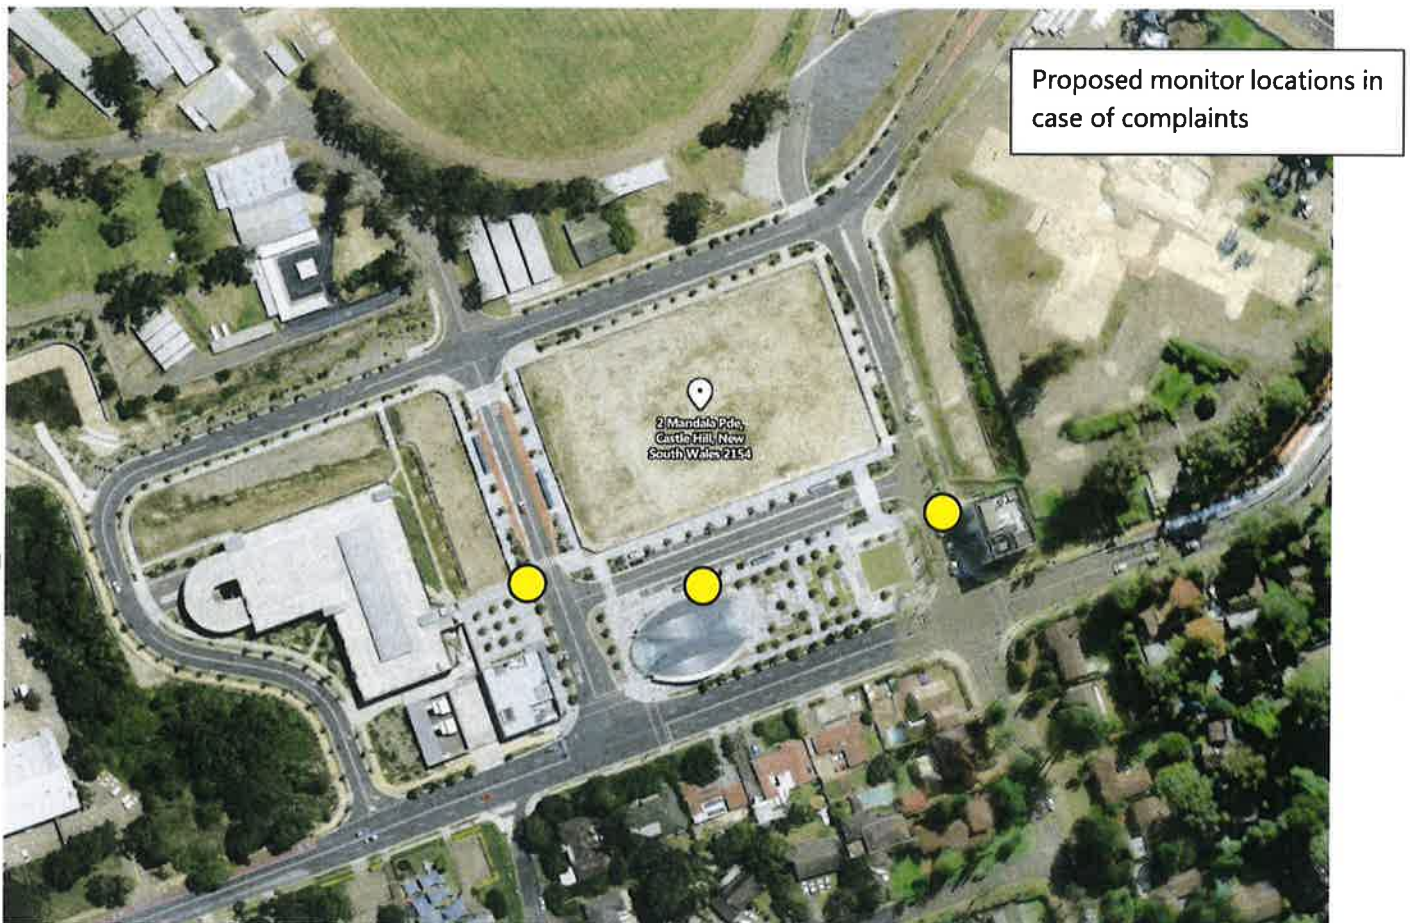 Proposed monitor locations in
case of complaints
2 Mandala Pde,
Castle Hill, New
South Wales 2154